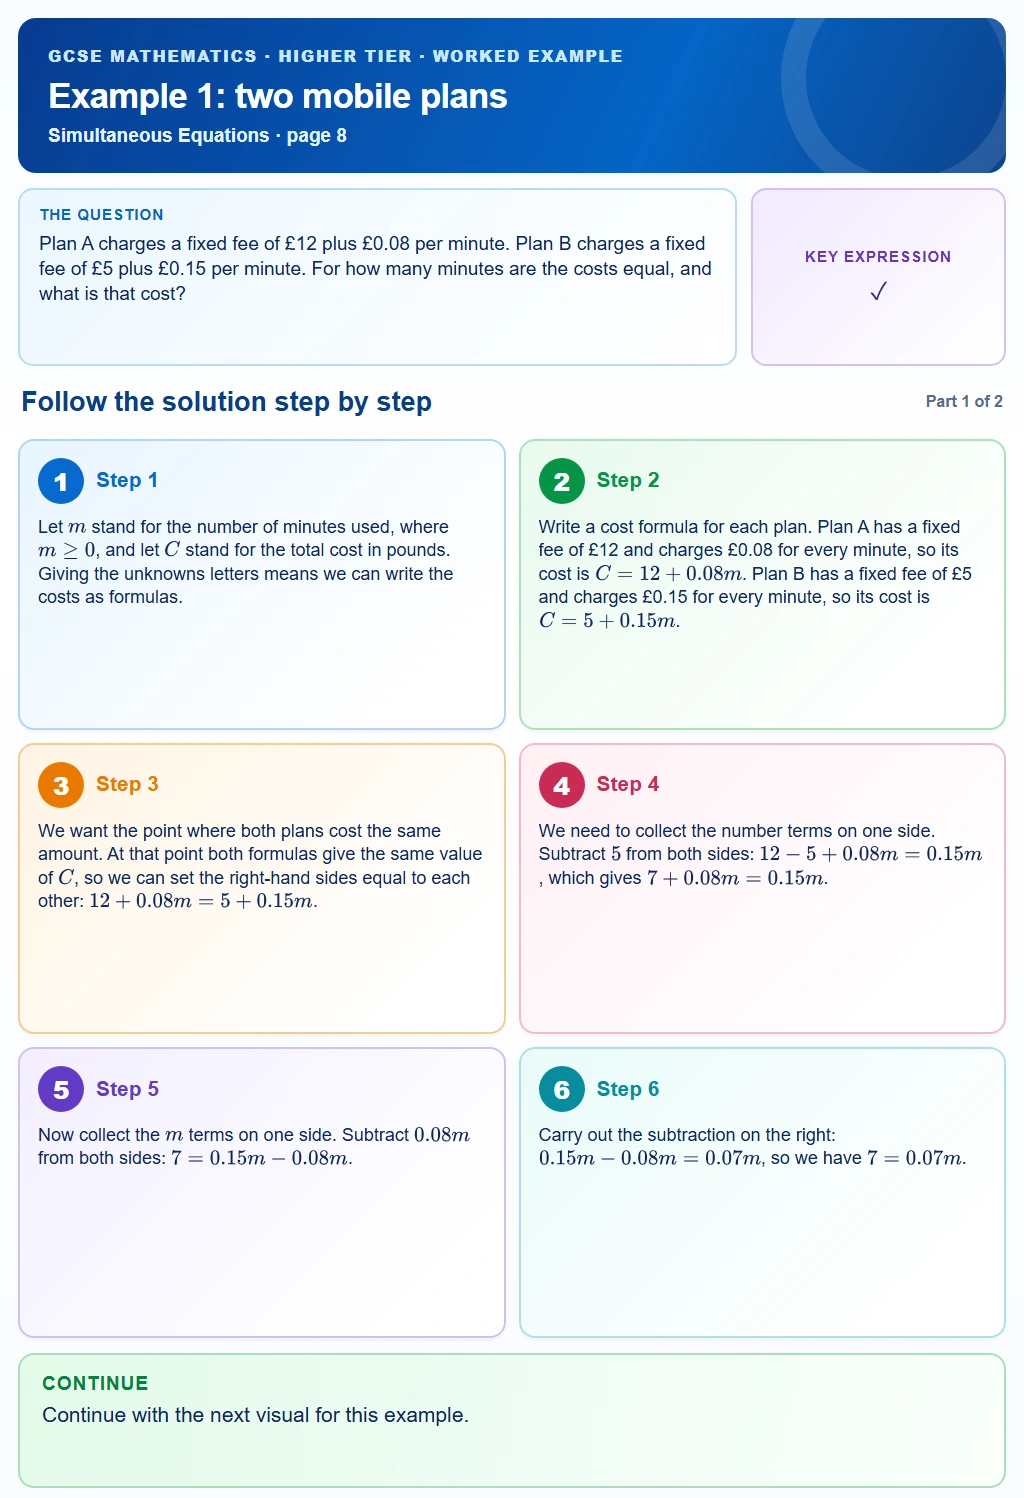 GCSE MATHEMATICS · HIGHER TIER · WORKED EXAMPLE
Example 1: two mobile plans
Simultaneous Equations · page 8
THE QUESTION
Plan A charges a fixed fee of £12 plus £0.08 per minute. Plan B charges a fixed
fee of £5 plus £0.15 per minute. For how many minutes are the costs equal, and
what is that cost?
KEY EXPRESSION
✓
Follow the solution step by step
Part 1 of 2
1 Step 1
Let m stand for the number of minutes used, where
m ≥ 0, and let C stand for the total cost in pounds.
Giving the unknowns letters means we can write the
costs as formulas.
2 Step 2
Write a cost formula for each plan. Plan A has a fixed
fee of £12 and charges £0.08 for every minute, so its
cost is C = 12 + 0.08m. Plan B has a fixed fee of £5
and charges £0.15 for every minute, so its cost is
C = 5 + 0.15m.
3 Step 3
We want the point where both plans cost the same
amount. At that point both formulas give the same value
of C, so we can set the right-hand sides equal to each
other: 12 + 0.08m = 5 + 0.15m.
4 Step 4
We need to collect the number terms on one side.
Subtract 5 from both sides: 12 − 5 + 0.08m = 0.15m
, which gives 7 + 0.08m = 0.15m.
5 Step 5
Now collect the m terms on one side. Subtract 0.08m
from both sides: 7 = 0.15m − 0.08m.
6 Step 6
Carry out the subtraction on the right:
0.15m − 0.08m = 0.07m, so we have 7 = 0.07m.
CONTINUE
Continue with the next visual for this example.